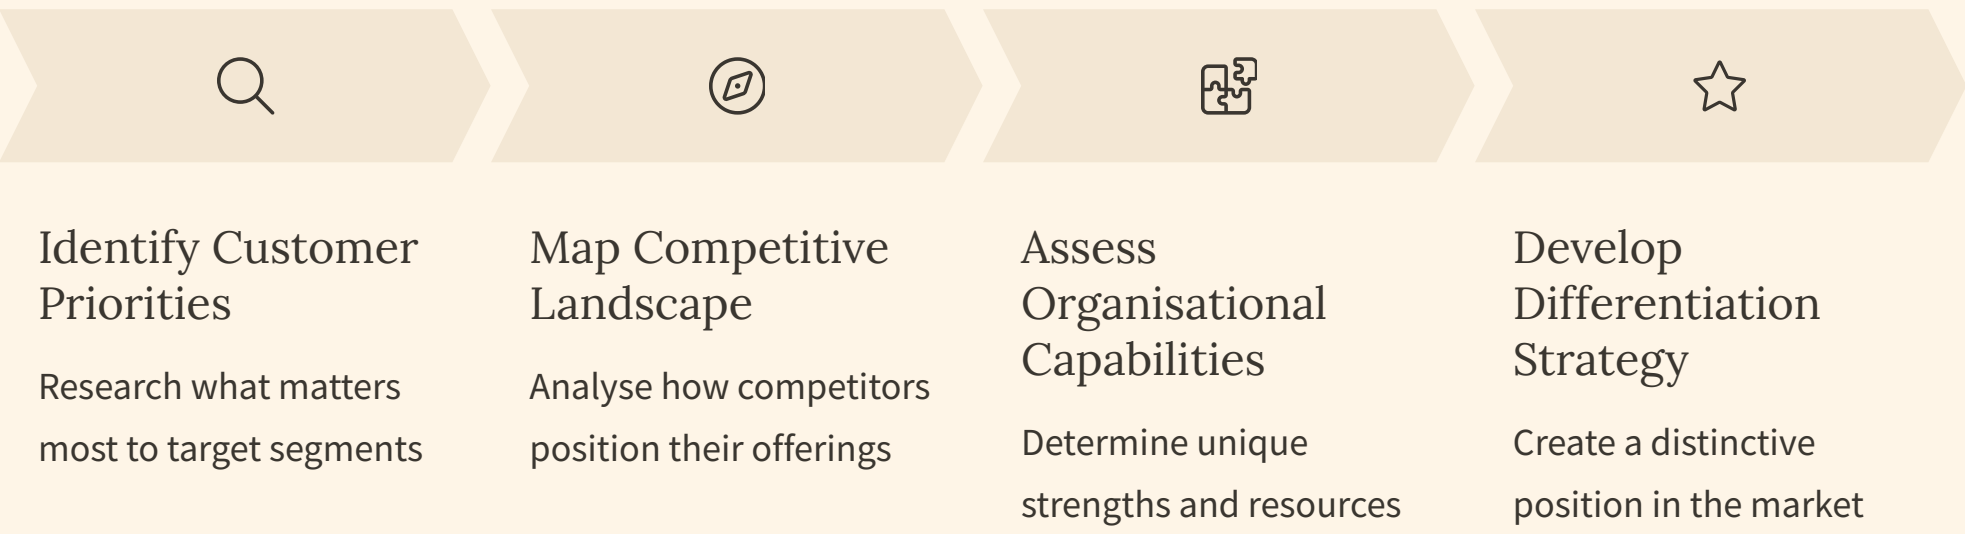 Identify Customer
Priorities
Research what matters
most to target segments
Map Competitive
Landscape
Analyse how competitors
position their offerings
Assess
Organisational
Capabilities
Determine unique
strengths and resources
Develop
Differentiation
Strategy
Create a distinctive
position in the market